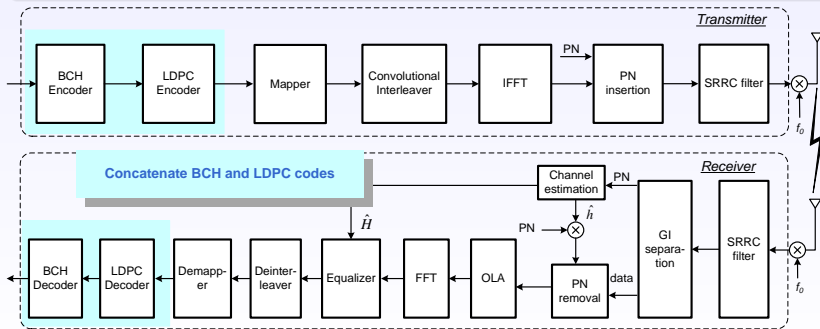 Transmitter
BCH
Encoder
LDPC
Encoder
Mapper
Convolutional
Interleaver
IFFT
PN
PN
insertion
SRRC filter
f₀
Receiver
Concatenate BCH and LDPC codes
Channel
estimation
PN
ĥ
Ĥ
PN
GI
separa-
tion
SRRC
filter
f₀
BCH
Decoder
LDPC
Decoder
Demapp-
er
Deinter-
leaver
Equalizer
FFT
OLA
PN
removal
data